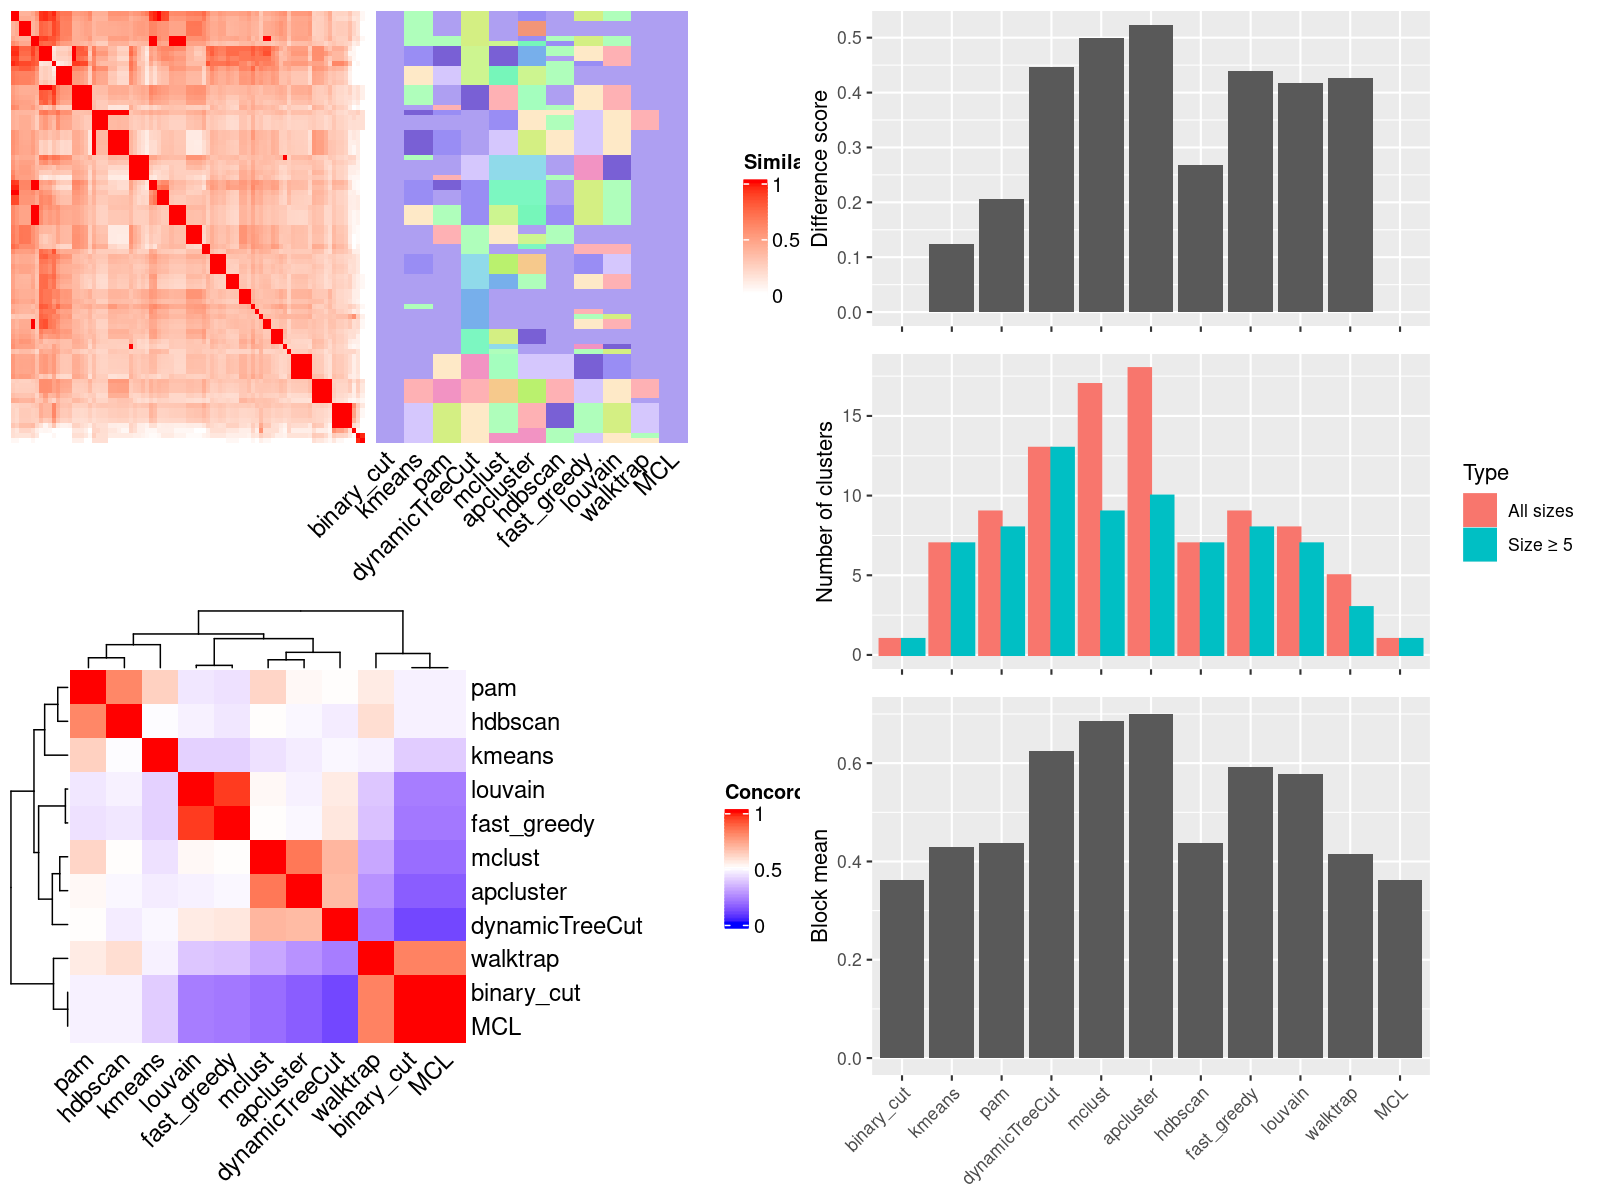 binary_cut
kmeans
pam
dynamicTreeCut
mclust
apcluster
hdbscan
fast_greedy
louvain
walktrap
MCL
Simila
1
0.5
0
pam
hdbscan
kmeans
louvain
fast_greedy
mclust
apcluster
dynamicTreeCut
walktrap
binary_cut
MCL
pam
hdbscan
kmeans
louvain
fast_greedy
mclust
apcluster
dynamicTreeCut
walktrap
binary_cut
MCL
Concord
1
0.5
0
Difference score
0.5
0.4
0.3
0.2
0.1
0.0
Number of clusters
15
10
5
0
Type
All sizes
Size ≥ 5
Block mean
0.6
0.4
0.2
0.0
binary_cut
kmeans
pam
dynamicTreeCut
mclust
apcluster
hdbscan
fast_greedy
louvain
walktrap
MCL